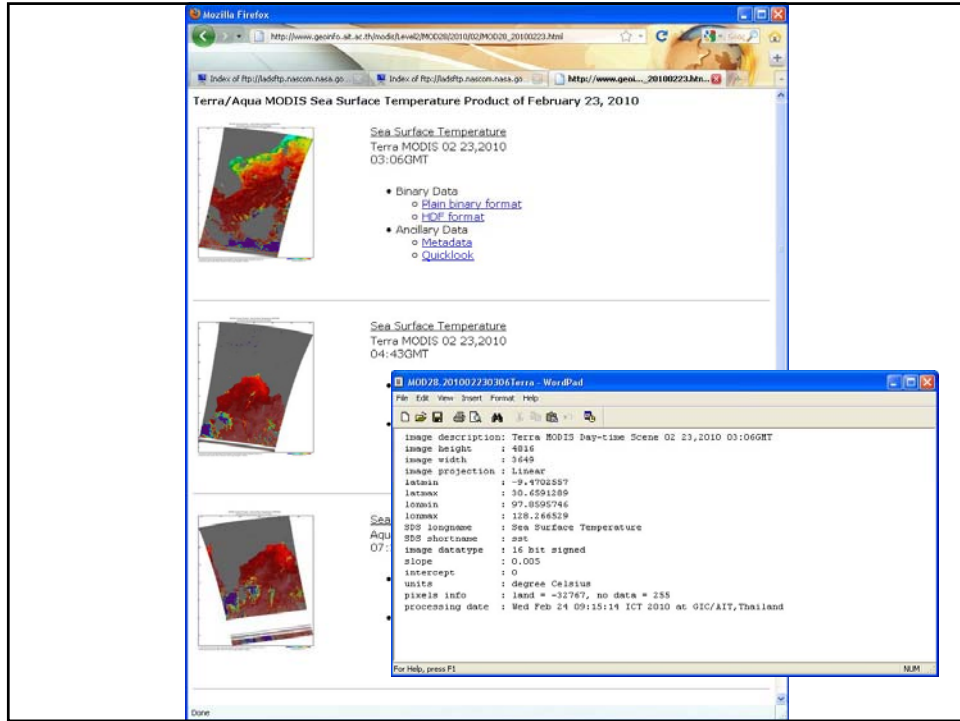 Mozilla Firefox
http://www.geoinfo.ait.ac.th/modis/Level2/MOD28/2010/02/MOD28_20100223.html
Index of ftp://ladsftp.nascom.nasa.go...
Index of ftp://ladsftp.nascom.nasa.go...
http://www.geoi..._20100223.htm...
Terra/Aqua MODIS Sea Surface Temperature Product of February 23, 2010
Sea Surface Temperature
Terra MODIS 02 23,2010
03:06GMT
• Binary Data
Plain binary format
HDF format
• Ancillary Data
Metadata
Quicklook
Sea Surface Temperature
Terra MODIS 02 23,2010
04:43GMT
Sea
Aqu
07:
MOD28.201002230306Terra - WordPad
File Edit View Insert Format Help
image description: Terra MODIS Day-time Scene 02 23,2010 03:06GMT
image height : 4816
image width : 3649
image projection : Linear
latmin : -9.4702557
latmax : 30.6591289
lonmin : 97.8595746
lonmax : 128.266529
SDS longname : Sea Surface Temperature
SDS shortname : sst
image datatype : 16 bit signed
slope : 0.005
intercept : 0
units : degree Celsius
pixels info : land = -32767, no data = 255
processing date : Wed Feb 24 09:15:14 ICT 2010 at GIC/AIT,Thailand
For Help, press F1
NUM
Done